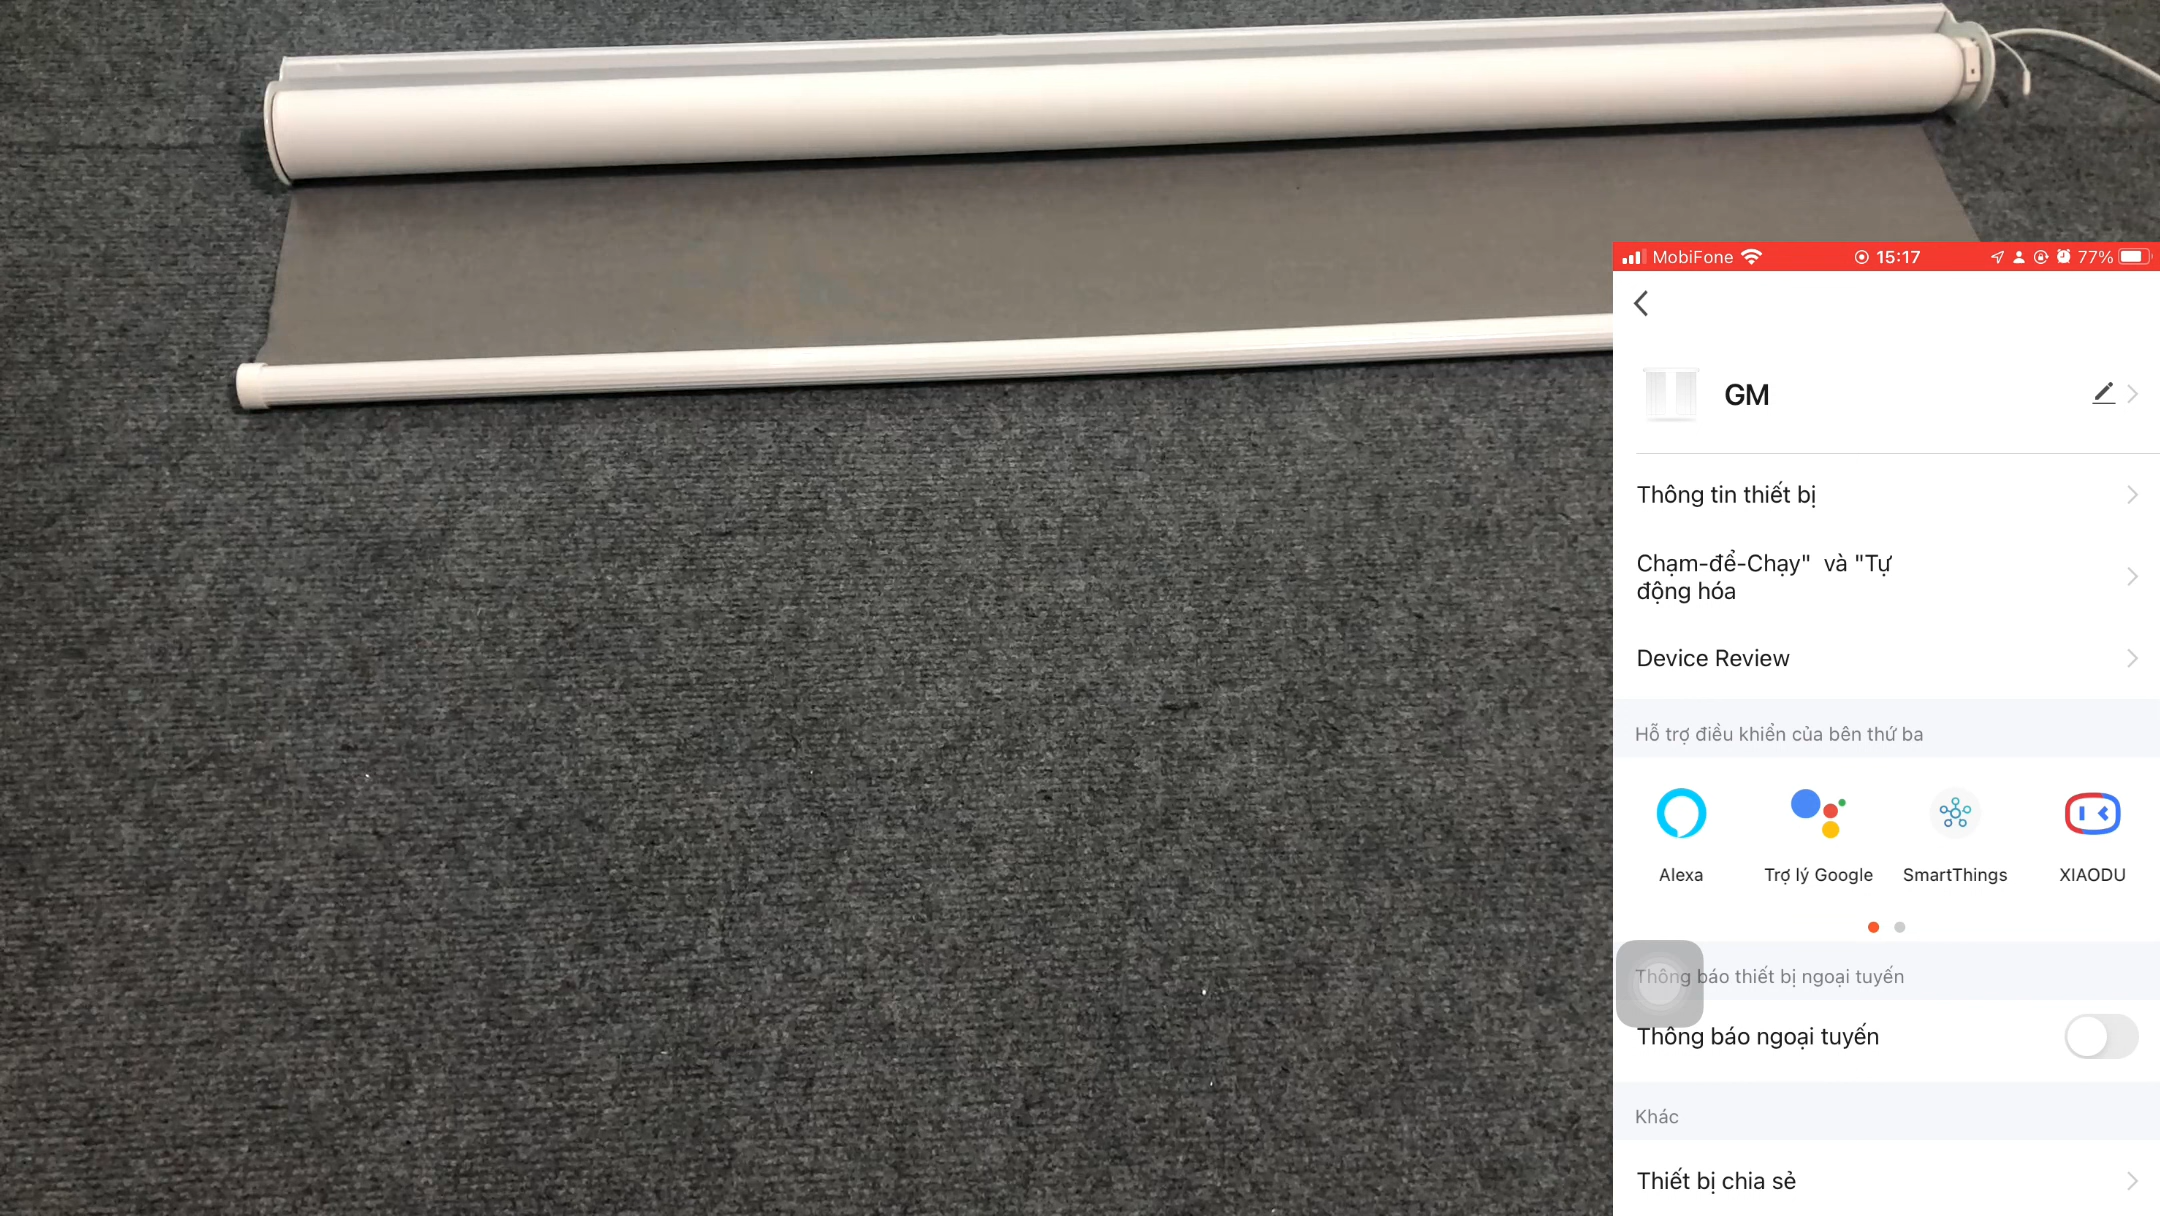 MobiFone 15:17 77%
GM
Thông tin thiết bị
Chạm-để-Chạy" và "Tự
động hóa
Device Review
Hỗ trợ điều khiển của bên thứ ba
Alexa Trợ lý Google SmartThings XIAODU
Thông báo thiết bị ngoại tuyến
Thông báo ngoại tuyến
Khác
Thiết bị chia sẻ